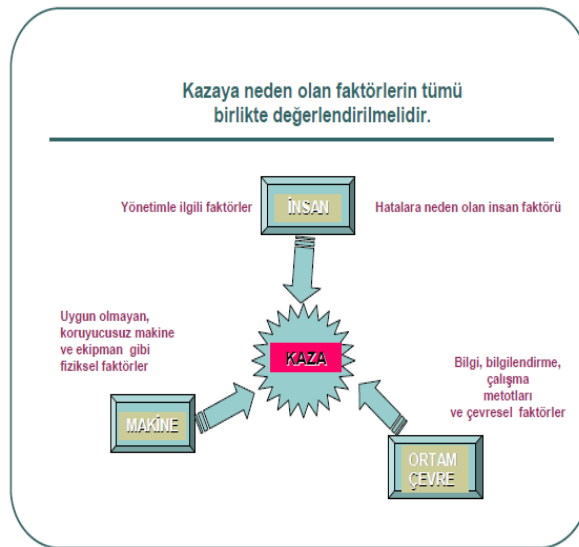 Kazaya neden olan faktörlerin tümü
birlikte değerlendirilmelidir.
Yönetimle ilgili faktörler
İNSAN
Hatalara neden olan insan faktörü
Uygun olmayan,
koruyucusuz makine
ve ekipman gibi
fiziksel faktörler
KAZA
Bilgi, bilgilendirme,
çalışma
metotları
ve çevresel faktörler
MAKİNE
ORTAM
ÇEVRE